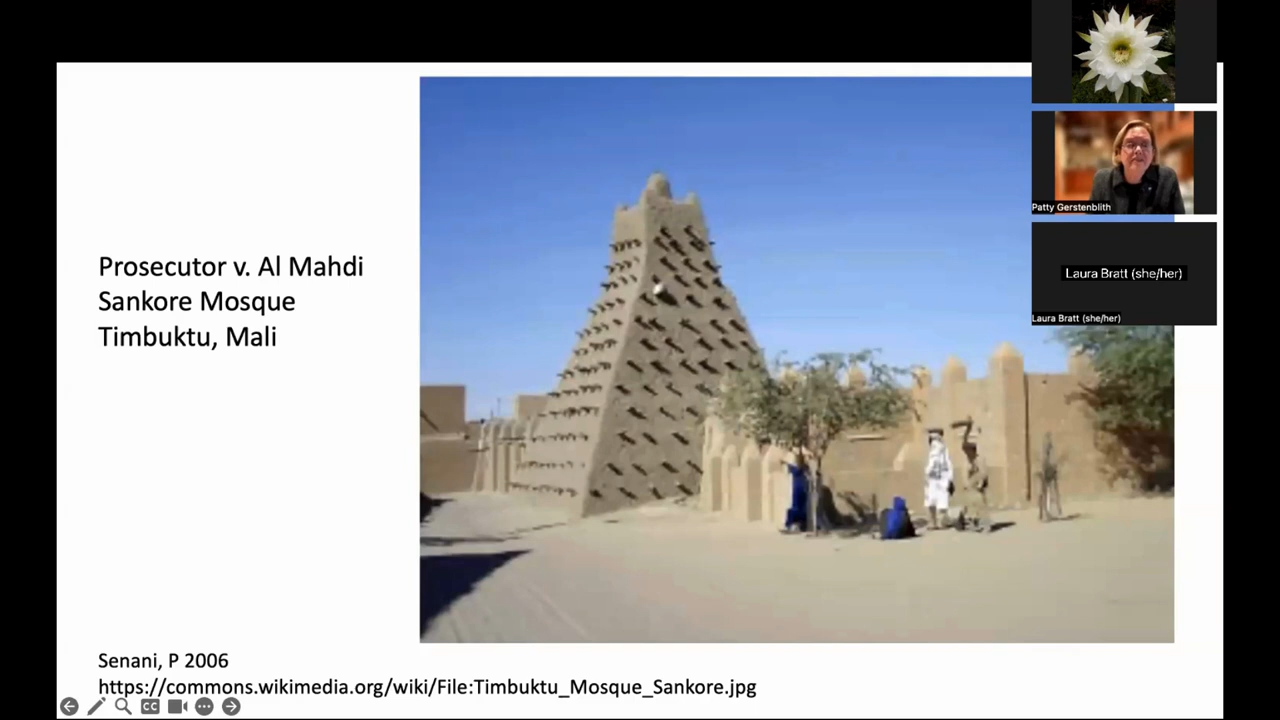 Prosecutor v. Al Mahdi
Sankore Mosque
Timbuktu, Mali
Senani, P 2006
https://commons.wikimedia.org/wiki/File:Timbuktu_Mosque_Sankore.jpg
CC
Patty Gerstenblith
Laura Bratt (she/her)
Laura Bratt (she/her)